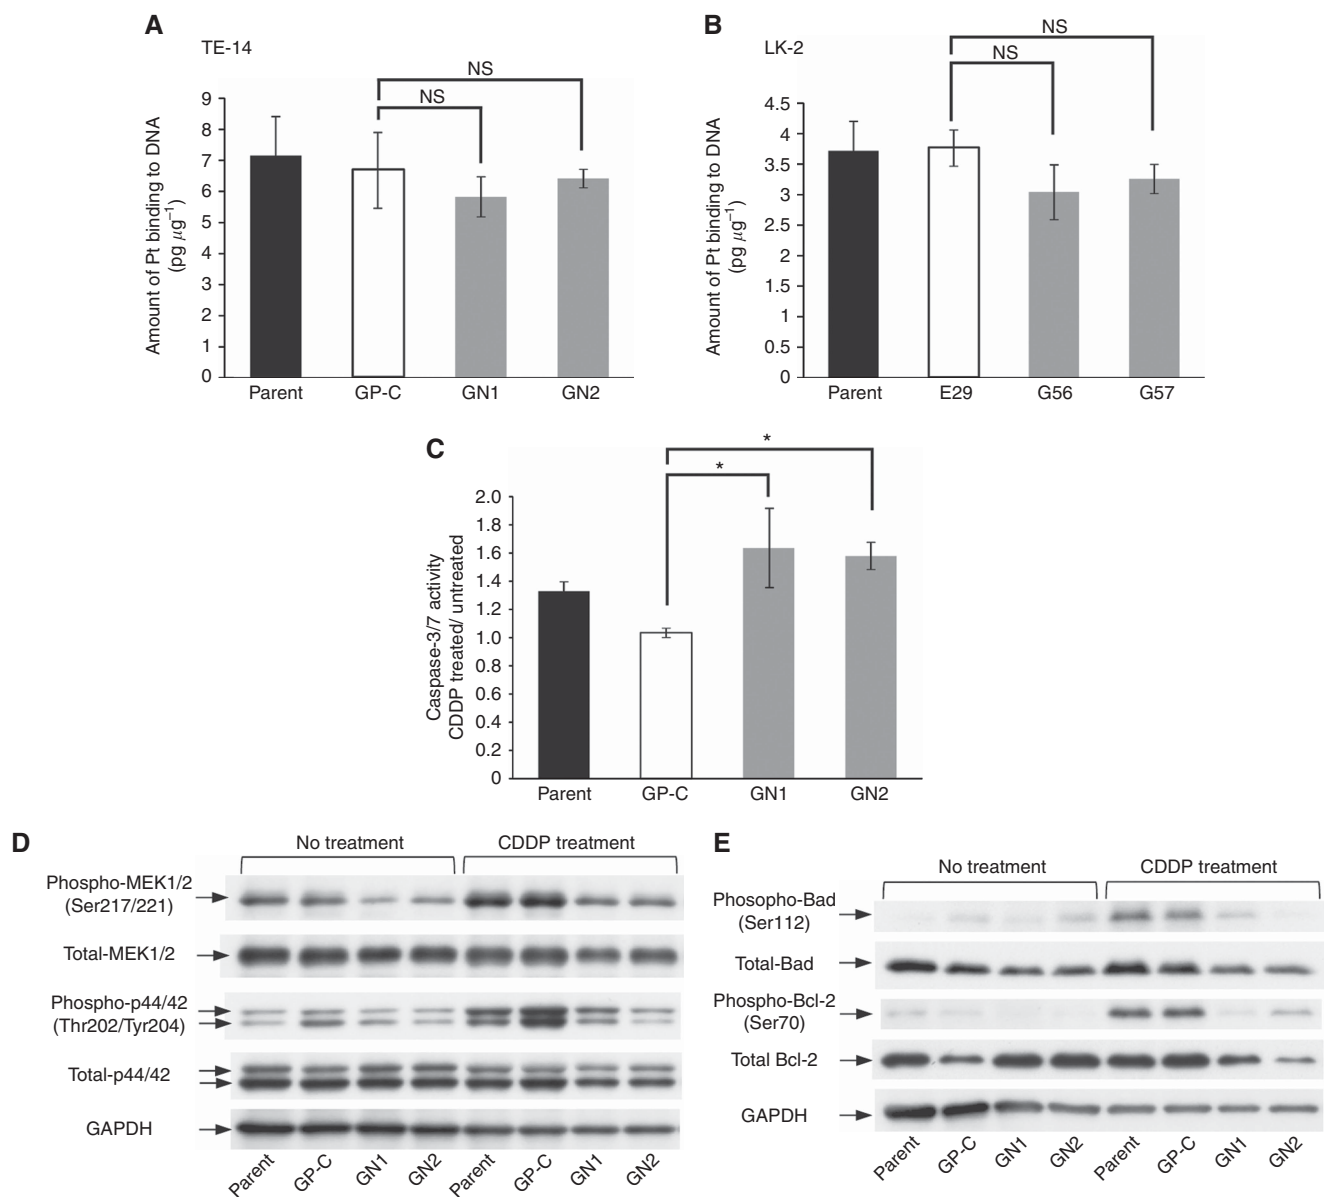 A
TE-14
NS
NS
Amount of Pt binding to DNA
(pg µg⁻¹)
9
8
7
6
5
4
3
2
1
0
Parent GP-C GN1 GN2
B
LK-2
NS
NS
Amount of Pt binding to DNA
(pg µg⁻¹)
4.5
4
3.5
3
2.5
2
1.5
1
0.5
0
Parent E29 G56 G57
C
*
*
Caspase-3/7 activity
CDDP treated/ untreated
2.0
1.8
1.6
1.4
1.2
1.0
0.8
0.6
0.4
0.2
0
Parent GP-C GN1 GN2
D
No treatment CDDP treatment
Phospho-MEK1/2
(Ser217/221)
Total-MEK1/2
Phospho-p44/42
(Thr202/Tyr204)
Total-p44/42
GAPDH
Parent GP-C GN1 GN2 Parent GP-C GN1 GN2
E
No treatment CDDP treatment
Phosopho-Bad
(Ser112)
Total-Bad
Phospho-Bcl-2
(Ser70)
Total Bcl-2
GAPDH
Parent GP-C GN1 GN2 Parent GP-C GN1 GN2